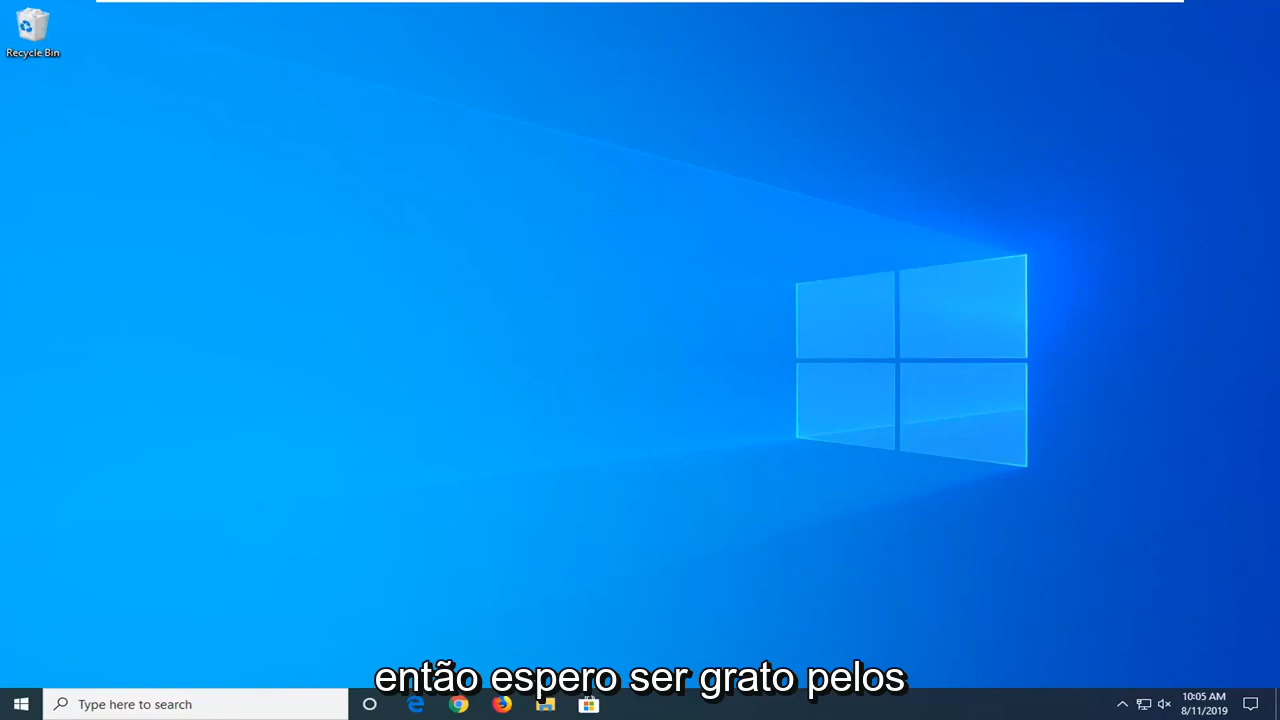 Recycle Bin
então espero ser grato pelos
Type here to search
10:05 AM
8/11/2019